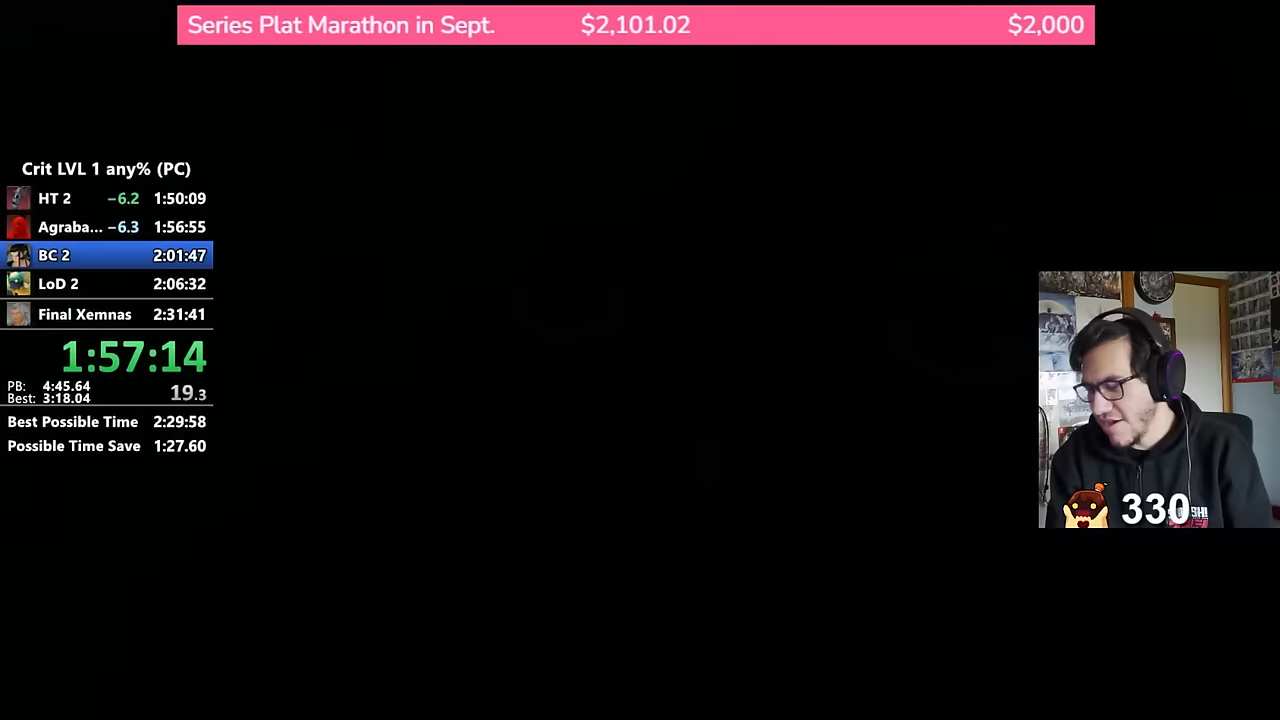 Series Plat Marathon in Sept. $2,101.02 $2,000
Crit LVL 1 any% (PC)
HT 2 −6.2 1:50:09
Agraba... −6.3 1:56:55
BC 2 2:01:47
LoD 2 2:06:32
Final Xemnas 2:31:41
1:57:14
PB: 4:45.64 19.3
Best: 3:18.04
Best Possible Time 2:29:58
Possible Time Save 1:27.60
330